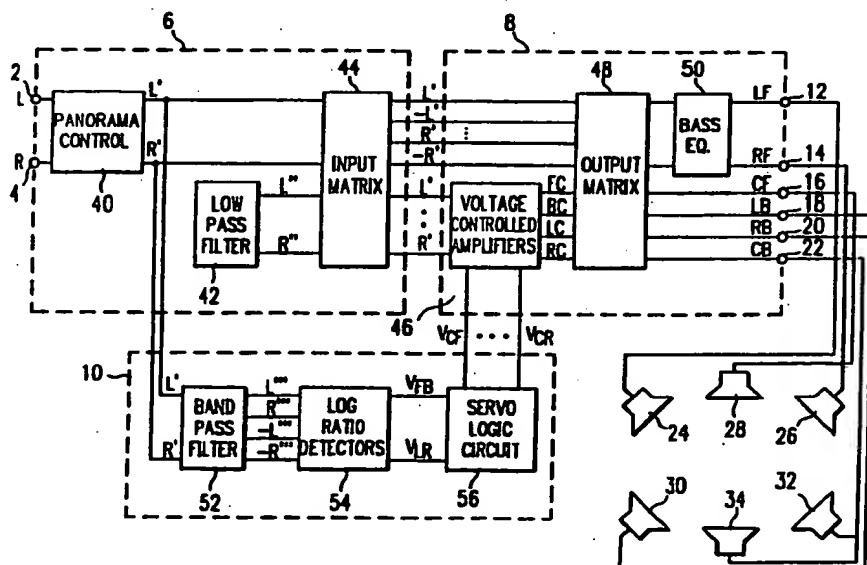 6
8
2
L
PANORAMA
CONTROL
40
R
4
L'
R'
44
INPUT
MATRIX
L'
-L'
R'
-R'
L'
R'
LOW
PASS
FILTER
42
L''
R''
VOLTAGE
CONTROLLED
AMPLIFIERS
46
FC
BC
LC
RC
48
OUTPUT
MATRIX
50
BASS
EQ.
LF 12
RF 14
CF 16
LB 18
RB 20
CB 22
VCF ... VCR
10
L'
R'
BAND
PASS
FILTER
52
L'''
R'''
-L'''
-R'''
LOG
RATIO
DETECTORS
54
VFB
VLR
SERVO
LOGIC
CIRCUIT
56
24
28
26
30
34
32